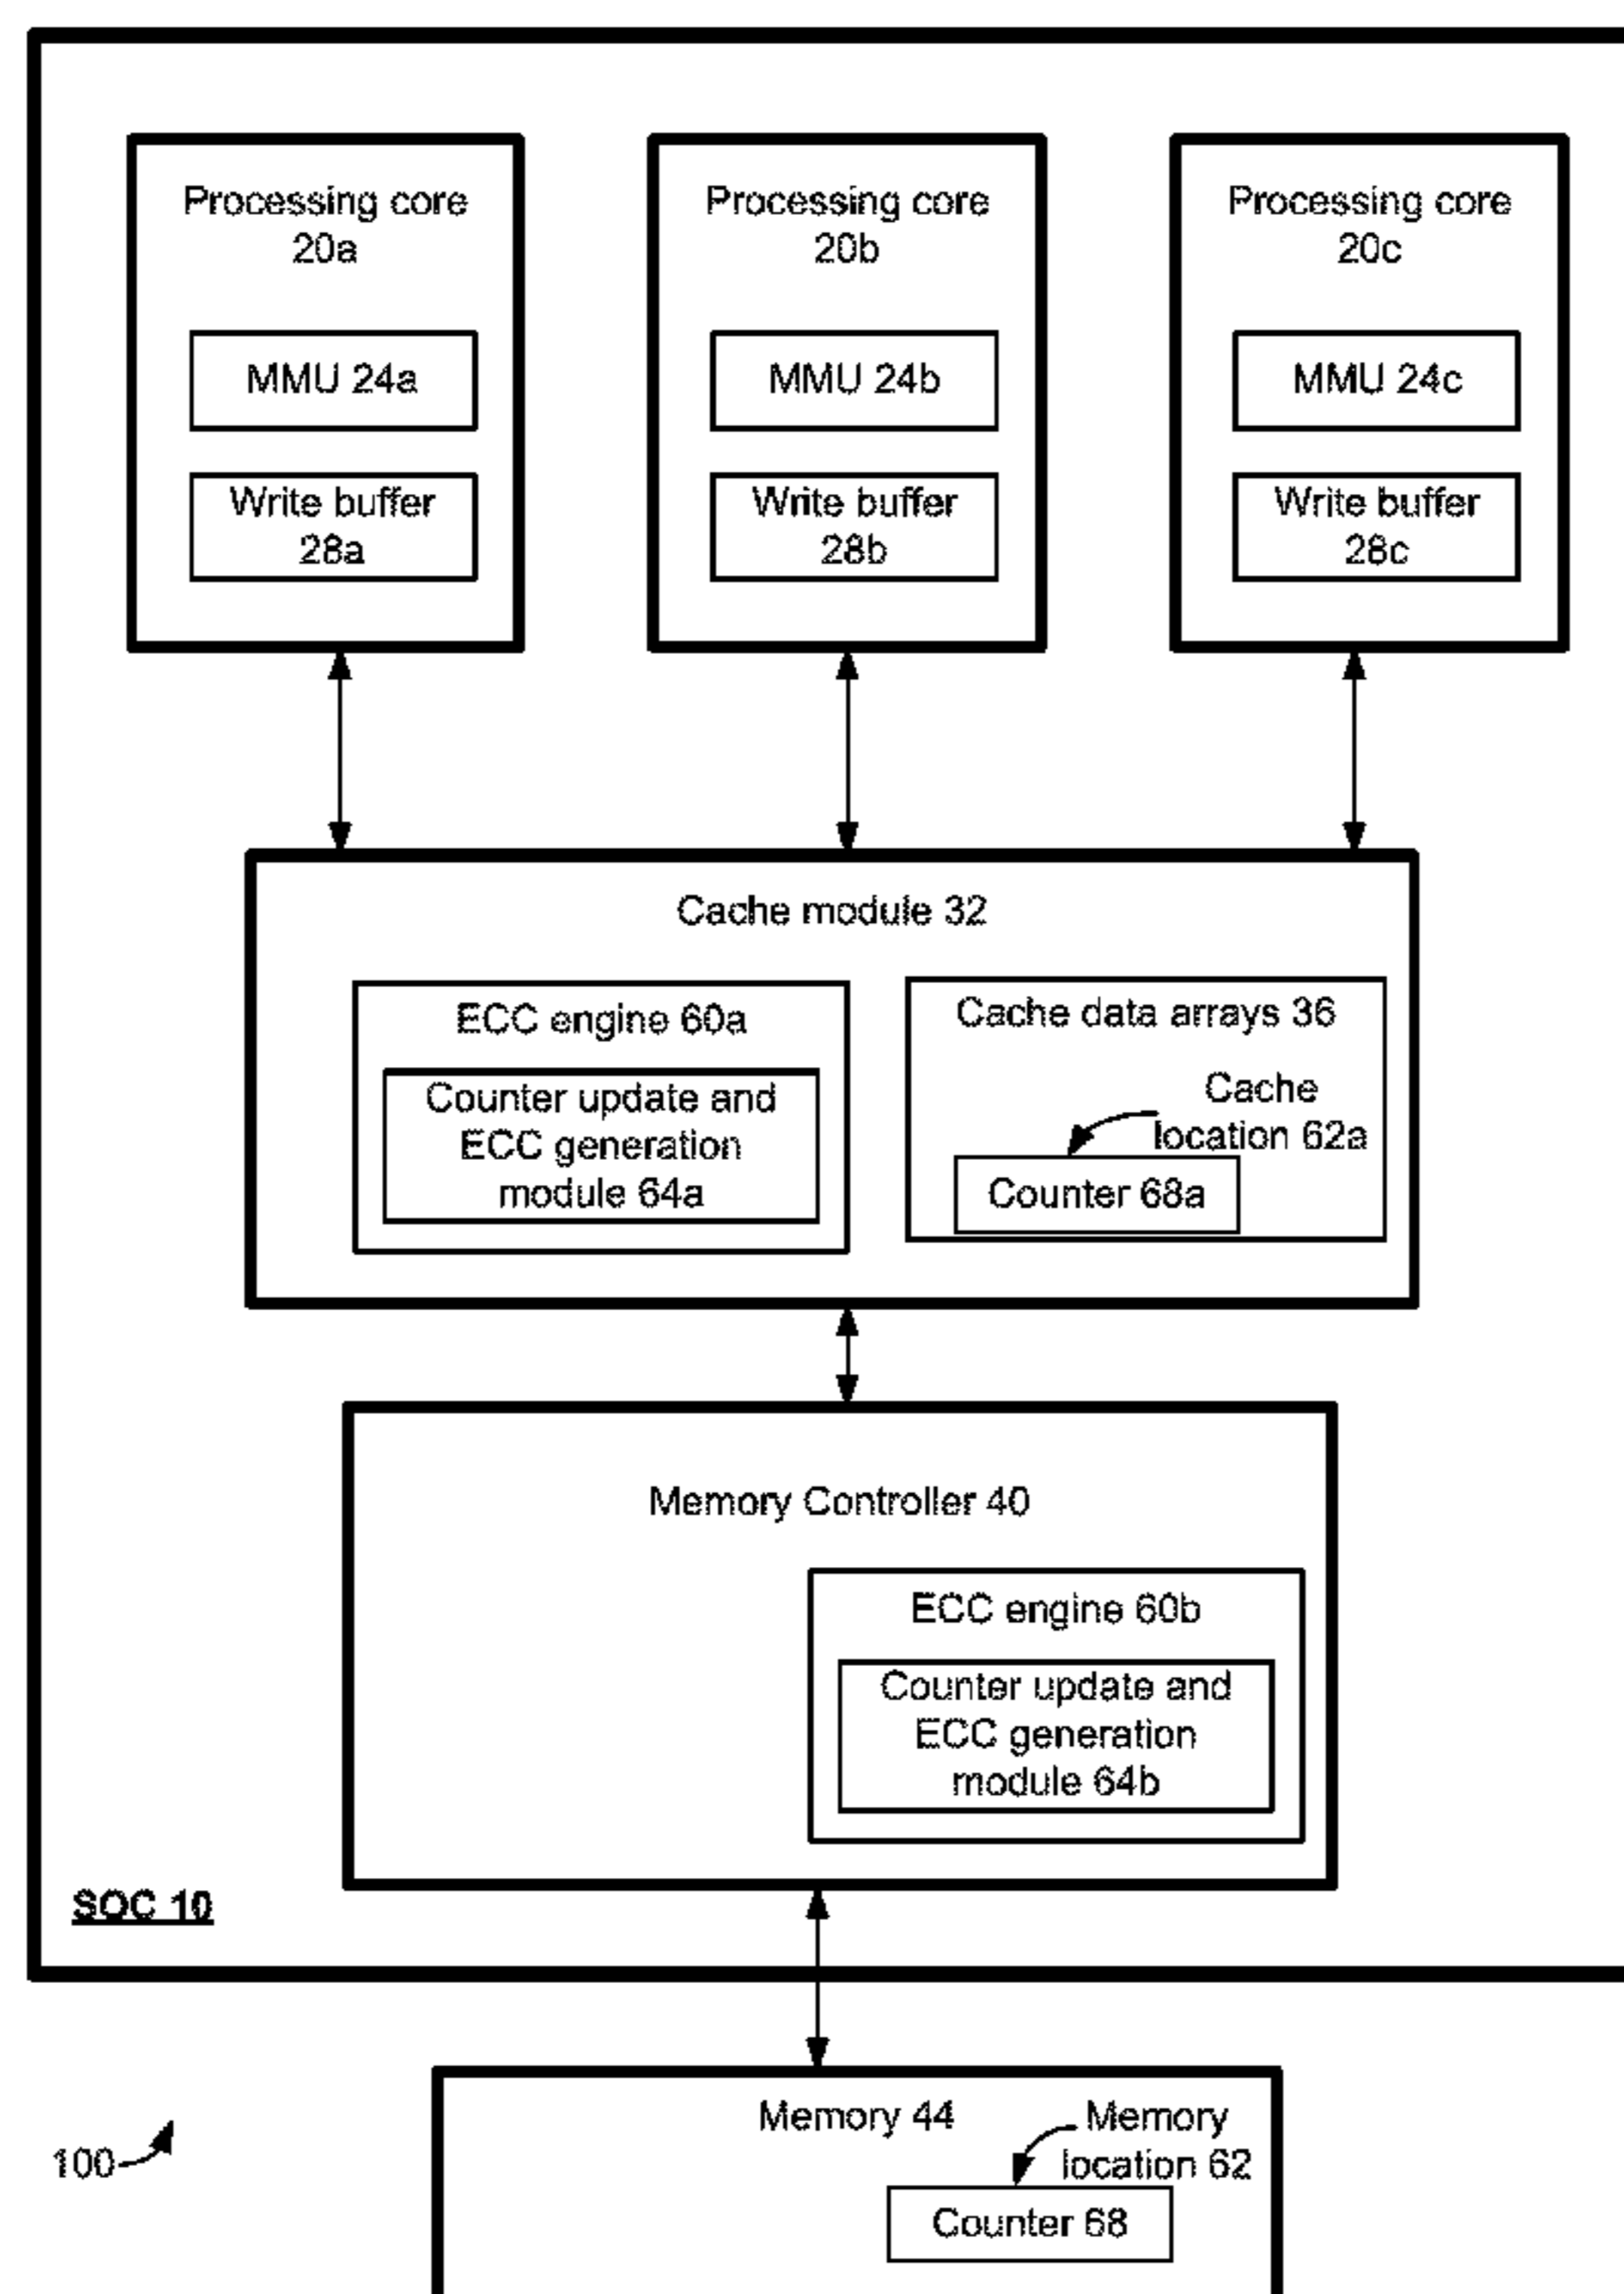 Processing core
20a
MMU 24a
Write buffer
28a
Processing core
20b
MMU 24b
Write buffer
28b
Processing core
20c
MMU 24c
Write buffer
28c
Cache module 32
ECC engine 60a
Counter update and
ECC generation
module 64a
Cache data arrays 36
Cache
location 62a
Counter 68a
Memory Controller 40
ECC engine 60b
Counter update and
ECC generation
module 64b
SOC 10
Memory 44
Memory
location 62
Counter 68
100